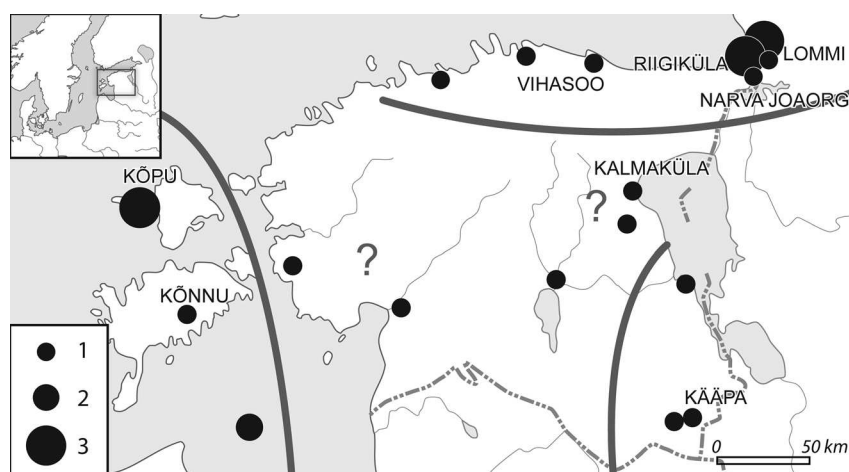 LOMMI
RIIGIKÜLA
VIHASOO
NARVA JOAORG
KALMAKÜLA
KÕPU
?
?
KÕNNU
1
2
3
KÄÄPA
0 50 km